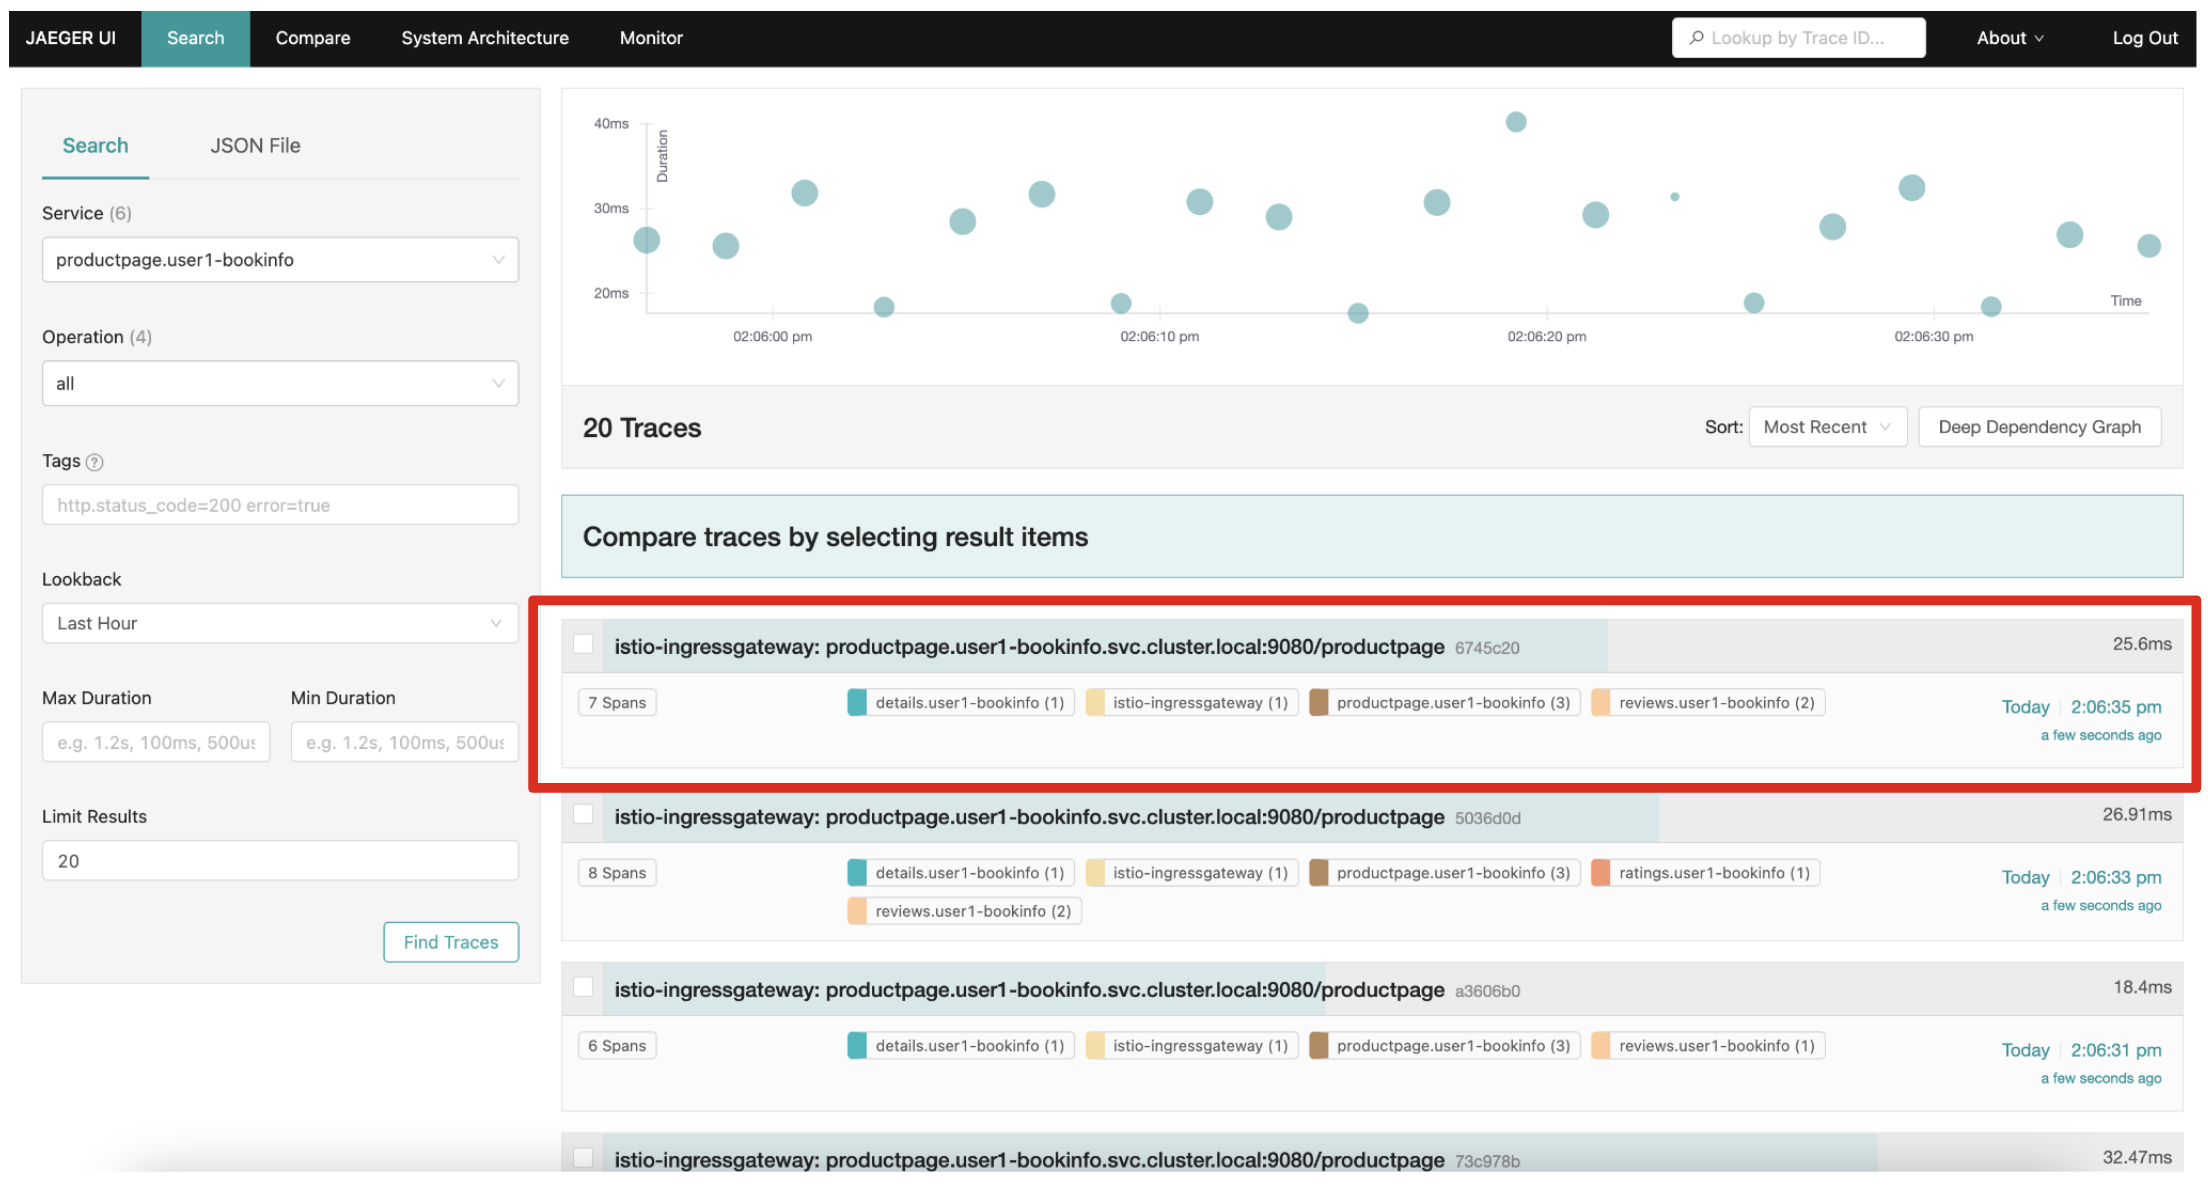 JAEGER UI Search Compare System Architecture Monitor Lookup by Trace ID... About Log Out
Search JSON File
Service (6)
productpage.user1-bookinfo
Operation (4)
all
Tags ?
http.status_code=200 error=true
Lookback
Last Hour
Max Duration Min Duration
e.g. 1.2s, 100ms, 500us e.g. 1.2s, 100ms, 500us
Limit Results
20
Find Traces
40ms
Duration
30ms
20ms
Time
02:06:00 pm 02:06:10 pm 02:06:20 pm 02:06:30 pm
20 Traces Sort: Most Recent Deep Dependency Graph
Compare traces by selecting result items
istio-ingressgateway: productpage.user1-bookinfo.svc.cluster.local:9080/productpage 6745c20 25.6ms
7 Spans details.user1-bookinfo (1) istio-ingressgateway (1) productpage.user1-bookinfo (3) reviews.user1-bookinfo (2) Today 2:06:35 pm
a few seconds ago
istio-ingressgateway: productpage.user1-bookinfo.svc.cluster.local:9080/productpage 5036d0d 26.91ms
8 Spans details.user1-bookinfo (1) istio-ingressgateway (1) productpage.user1-bookinfo (3) ratings.user1-bookinfo (1) Today 2:06:33 pm
reviews.user1-bookinfo (2) a few seconds ago
istio-ingressgateway: productpage.user1-bookinfo.svc.cluster.local:9080/productpage a3606b0 18.4ms
6 Spans details.user1-bookinfo (1) istio-ingressgateway (1) productpage.user1-bookinfo (3) reviews.user1-bookinfo (1) Today 2:06:31 pm
a few seconds ago
istio-ingressgateway: productpage.user1-bookinfo.svc.cluster.local:9080/productpage 73c978b 32.47ms